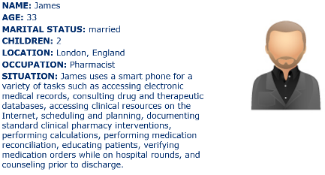 NAME: James
AGE: 33
MARITAL STATUS: married
CHILDREN: 2
LOCATION: London, England
OCCUPATION: Pharmacist
SITUATION: James uses a smart phone for a
variety of tasks such as accessing electronic
medical records, consulting drug and therapeutic
databases, accessing clinical resources on the
Internet, scheduling and planning, documenting
standard clinical pharmacy interventions,
performing calculations, performing medication
reconciliation, educating patients, verifying
medication orders while on hospital rounds, and
counseling prior to discharge.